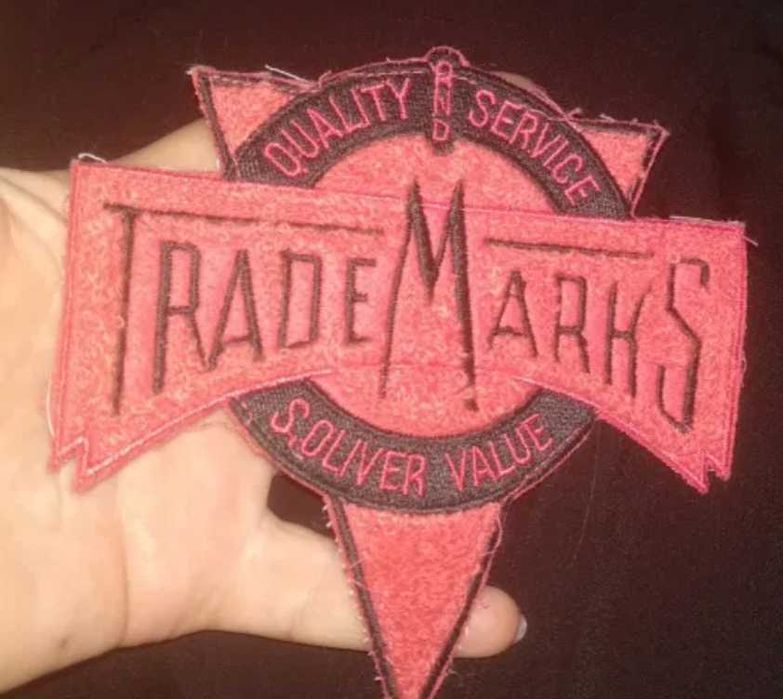 QUALITY AND SERVICE
TRADEMARKS
S.OLIVER VALUE